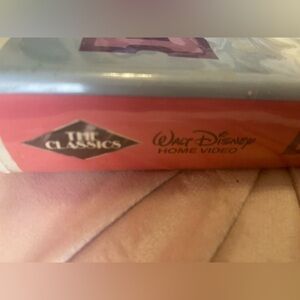 THE
CLASSICS
Walt Disney
HOME VIDEO